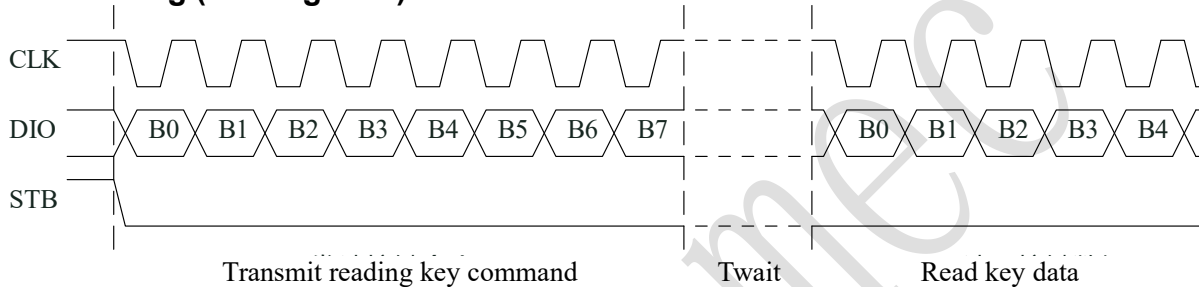 CLK
DIO B0 B1 B2 B3 B4 B5 B6 B7 B0 B1 B2 B3 B4
STB
Transmit reading key command Twait Read key data
mec